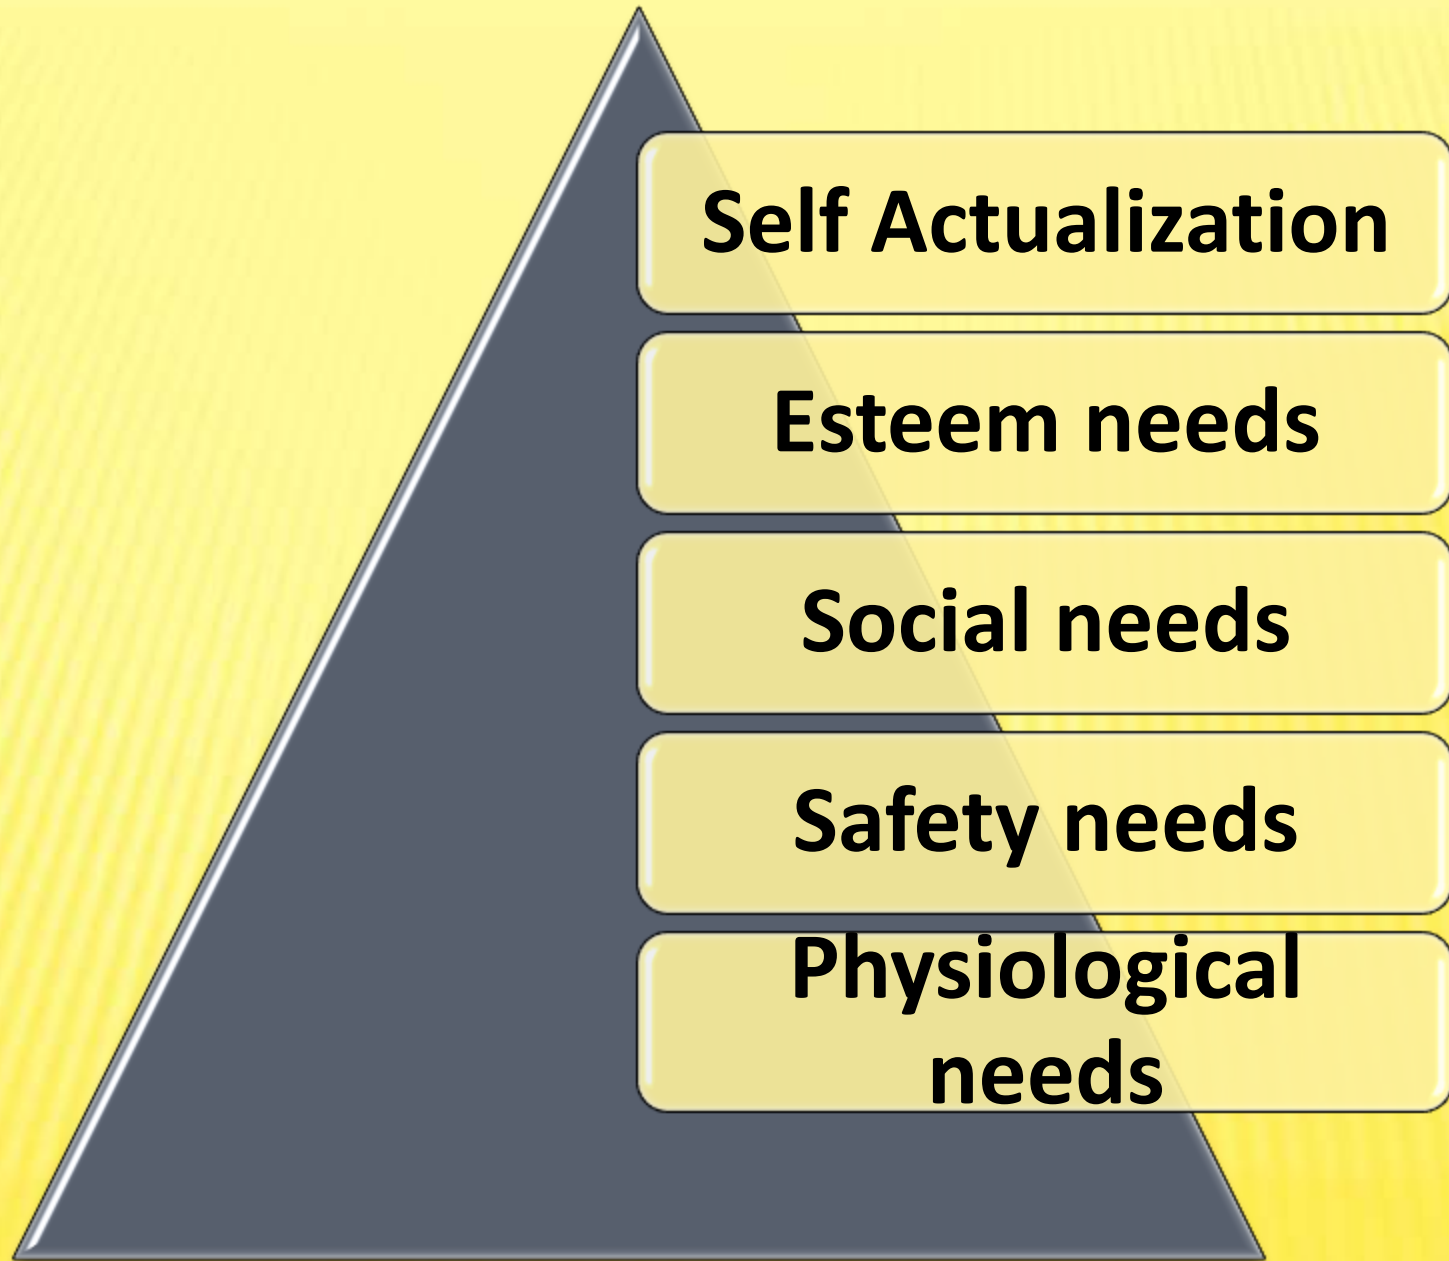 Self Actualization
Esteem needs
Social needs
Safety needs
Physiological
needs